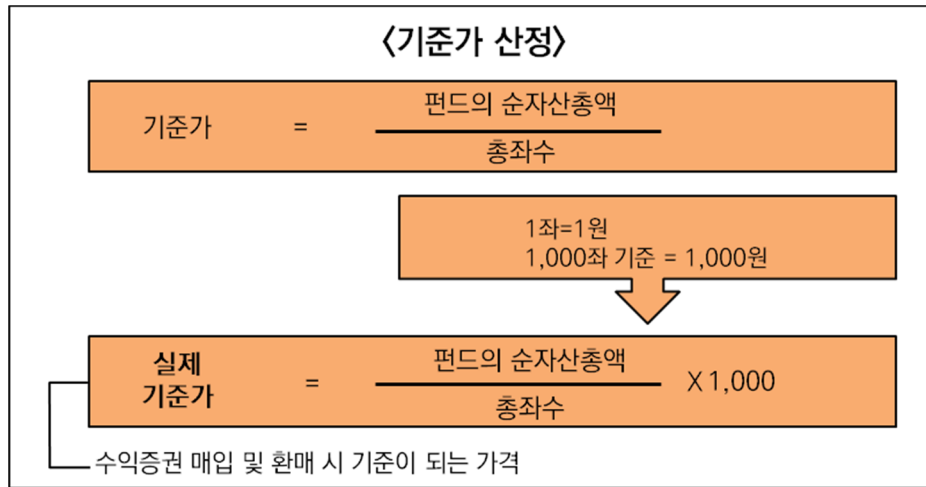 〈기준가 산정〉
펀드의 순자산총액
기준가 =
총좌수
1좌=1원
1,000좌 기준 = 1,000원
실제
펀드의 순자산총액
= X 1,000
기준가
총좌수
수익증권 매입 및 환매 시 기준이 되는 가격